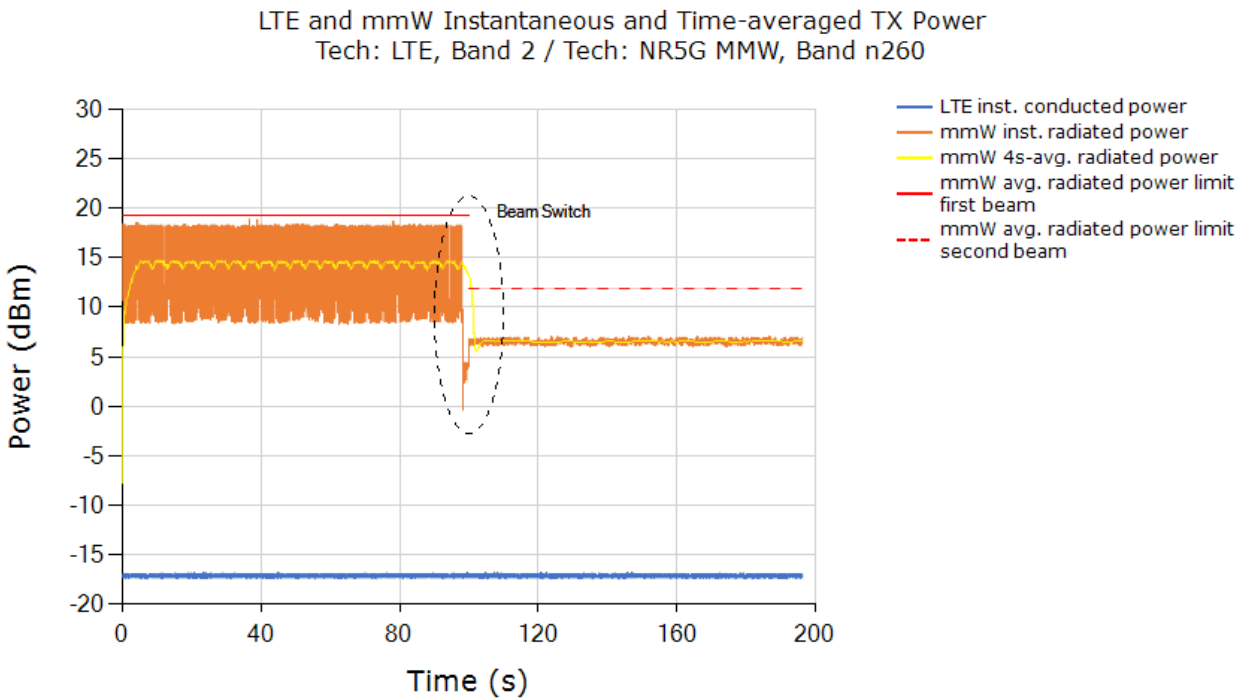 LTE and mmW Instantaneous and Time-averaged TX Power
Tech: LTE, Band 2 / Tech: NR5G MMW, Band n260
30
25
20
15
10
5
0
-5
-10
-15
-20
Power (dBm)
Beam Switch
LTE inst. conducted power
mmW inst. radiated power
mmW 4s-avg. radiated power
mmW avg. radiated power limit
first beam
mmW avg. radiated power limit
second beam
0
40
80
120
160
200
Time (s)